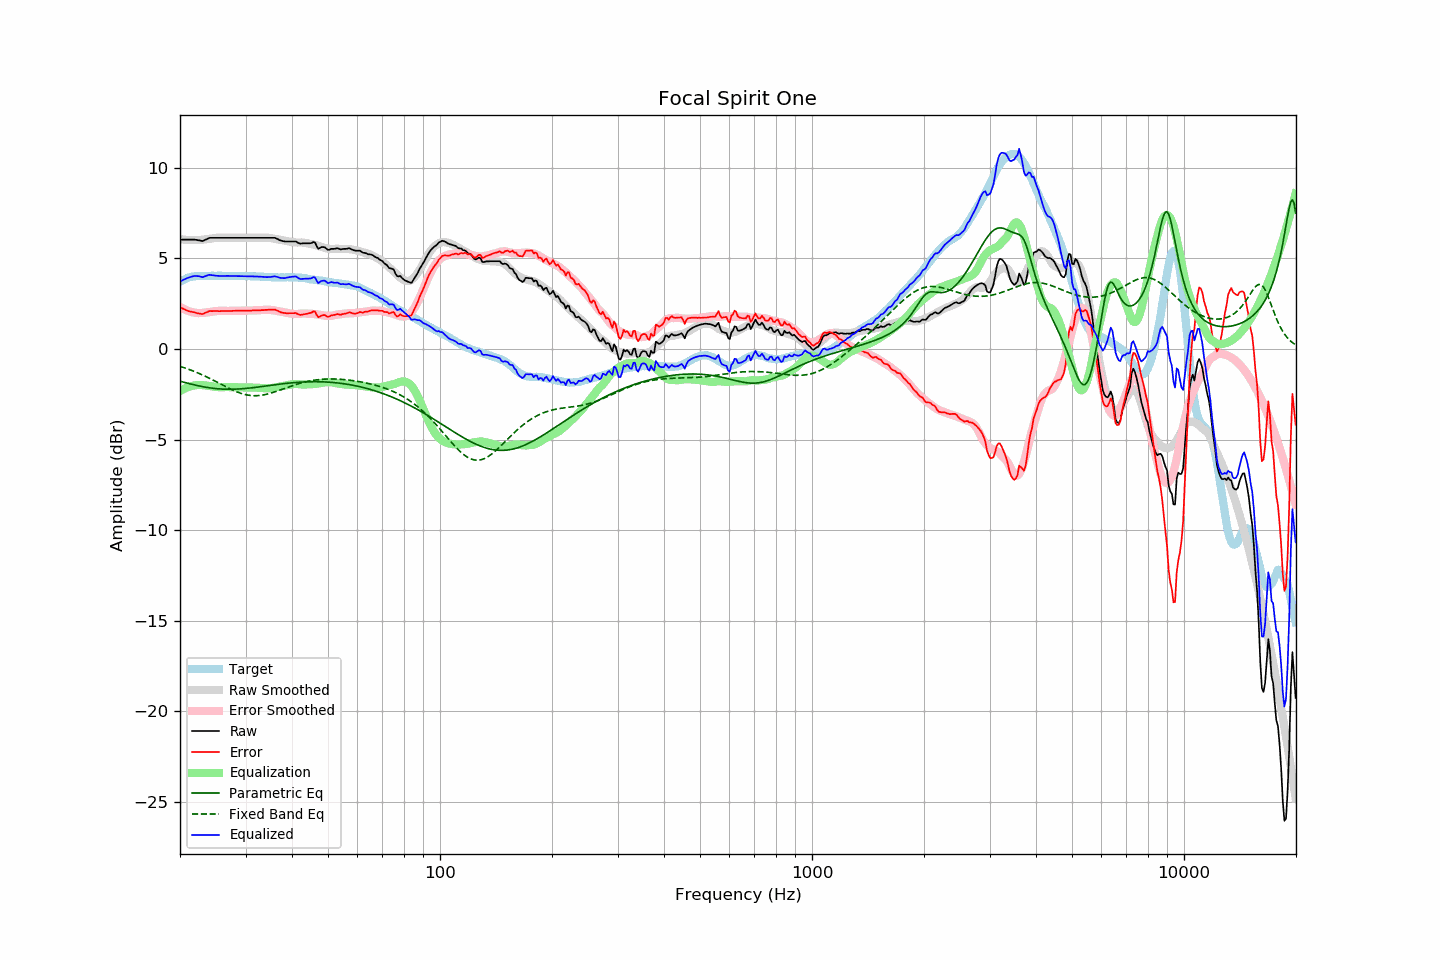 Focal Spirit One
Amplitude (dBr)
10
5
0
−5
−10
−15
−20
−25
Target
Raw Smoothed
Error Smoothed
Raw
Error
Equalization
Parametric Eq
Fixed Band Eq
Equalized
100
1000
10000
Frequency (Hz)